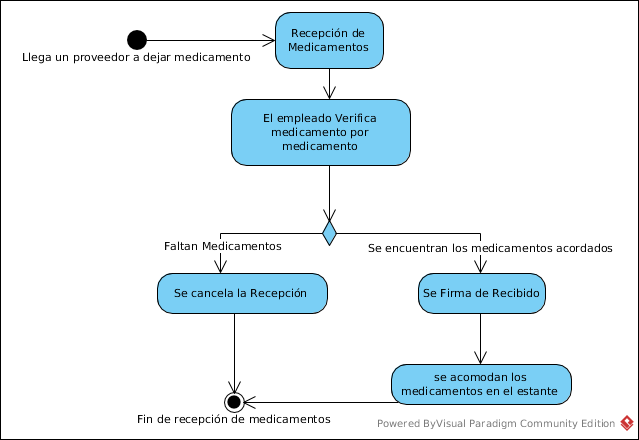 Recepción de
Medicamentos
Llega un proveedor a dejar medicamento
El empleado Verifica
medicamento por
medicamento
Faltan Medicamentos
Se encuentran los medicamentos acordados
Se cancela la Recepción
Se Firma de Recibido
se acomodan los
medicamentos en el estante
Fin de recepción de medicamentos
Powered ByVisual Paradigm Community Edition